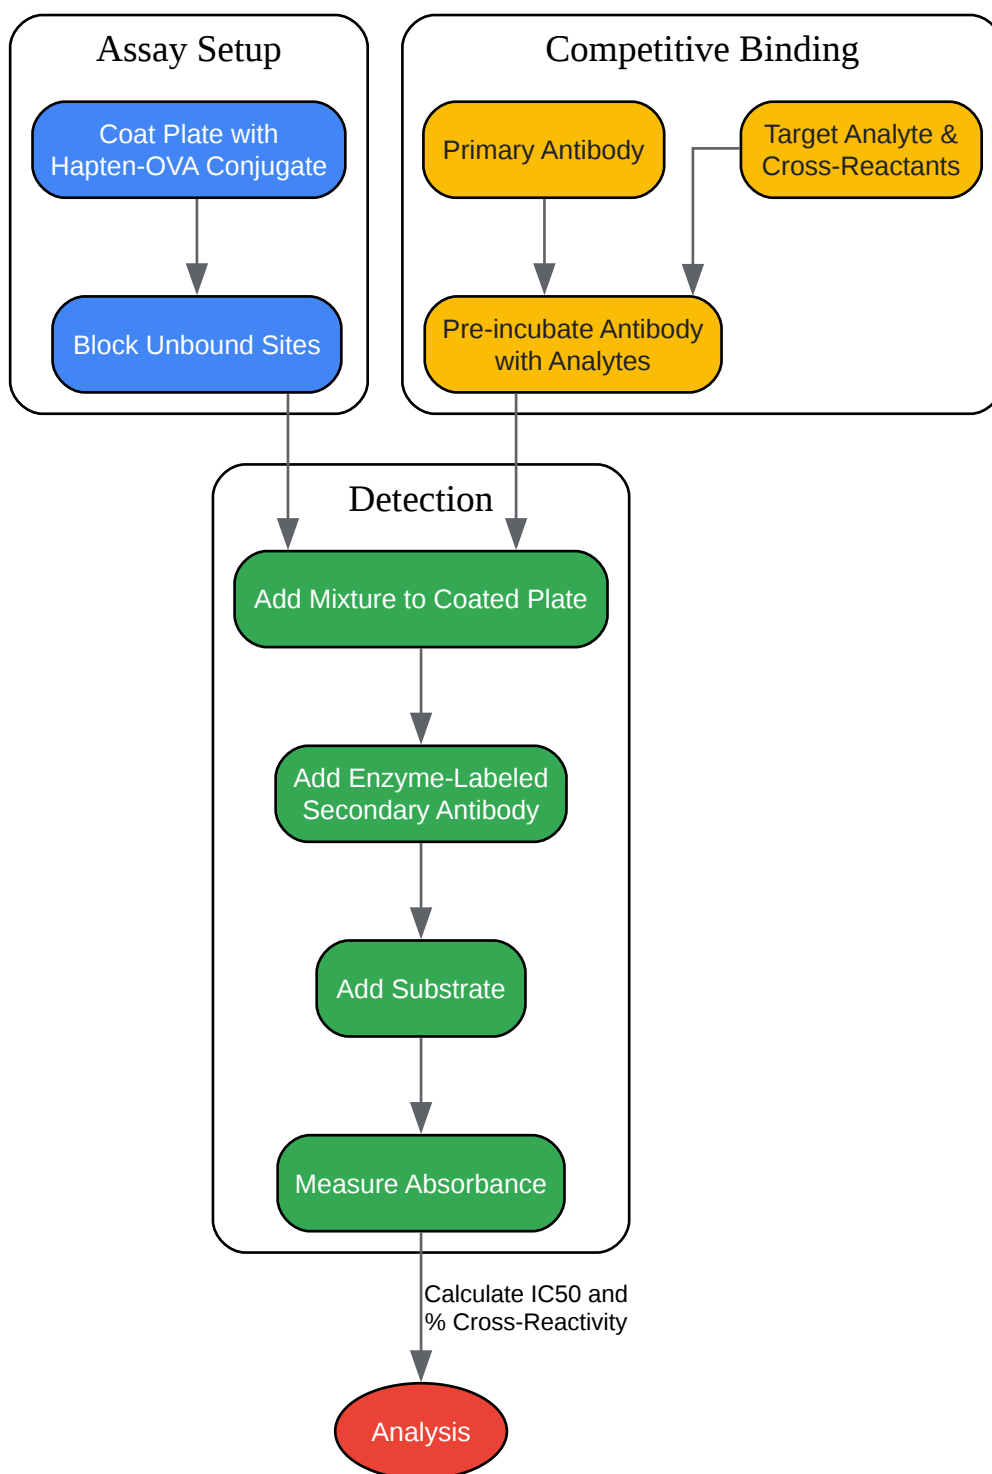 Assay Setup
Coat Plate with
Hapten-OVA Conjugate
Block Unbound Sites
Competitive Binding
Primary Antibody
Target Analyte &
Cross-Reactants
Pre-incubate Antibody
with Analytes
Detection
Add Mixture to Coated Plate
Add Enzyme-Labeled
Secondary Antibody
Add Substrate
Measure Absorbance
Calculate IC50 and
% Cross-Reactivity
Analysis